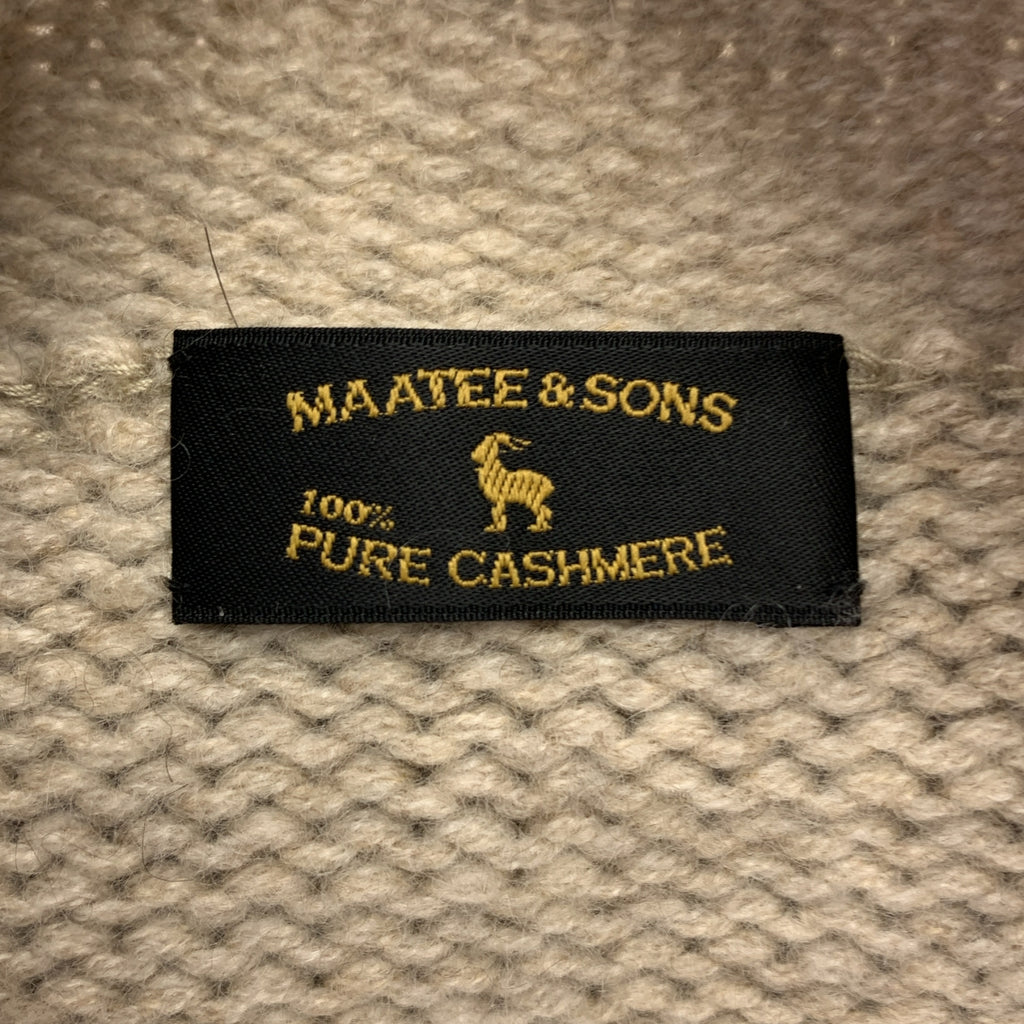 MAATEE & SONS
100%
PURE CASHMERE